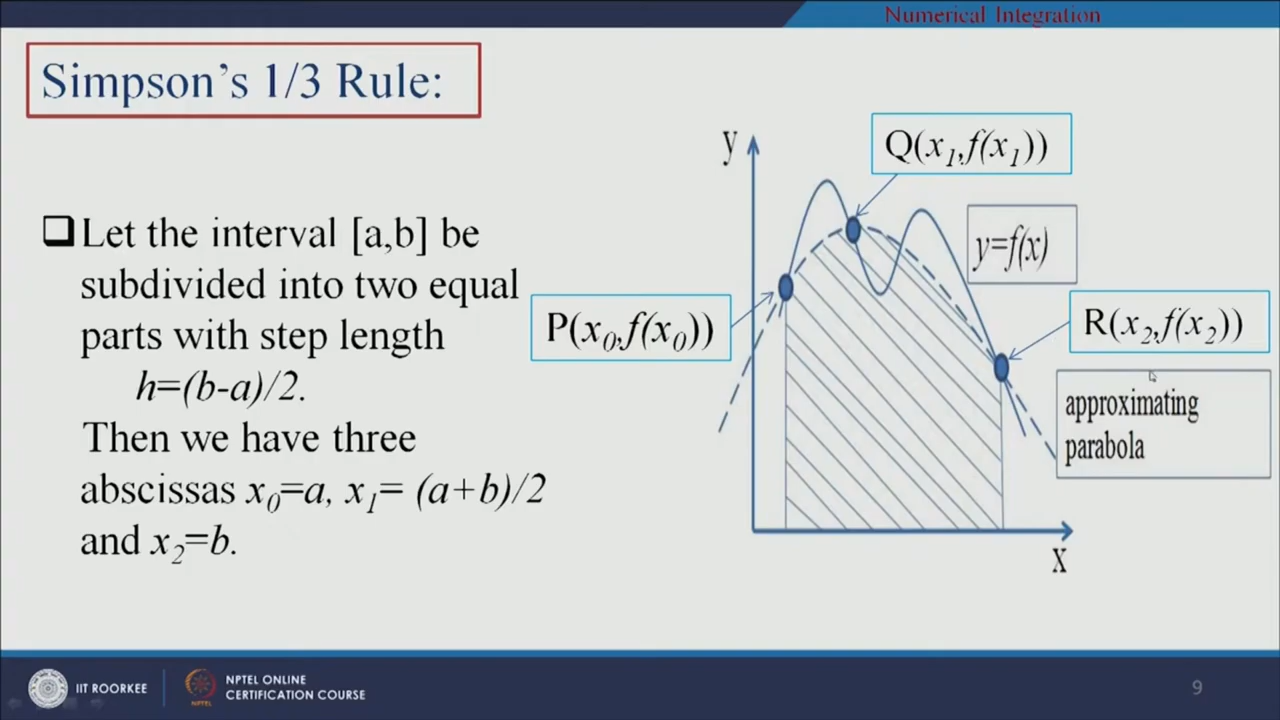 Numerical Integration
Simpson’s 1/3 Rule:
❑Let the interval [a,b] be
subdivided into two equal
parts with step length
h=(b-a)/2.
Then we have three
abscissas x₀=a, x₁= (a+b)/2
and x₂=b.
y
Q(x₁,f(x₁))
y=f(x)
P(x₀,f(x₀))
R(x₂,f(x₂))
approximating
parabola
x
IIT ROORKEE
NPTEL
NPTEL ONLINE
CERTIFICATION COURSE
9